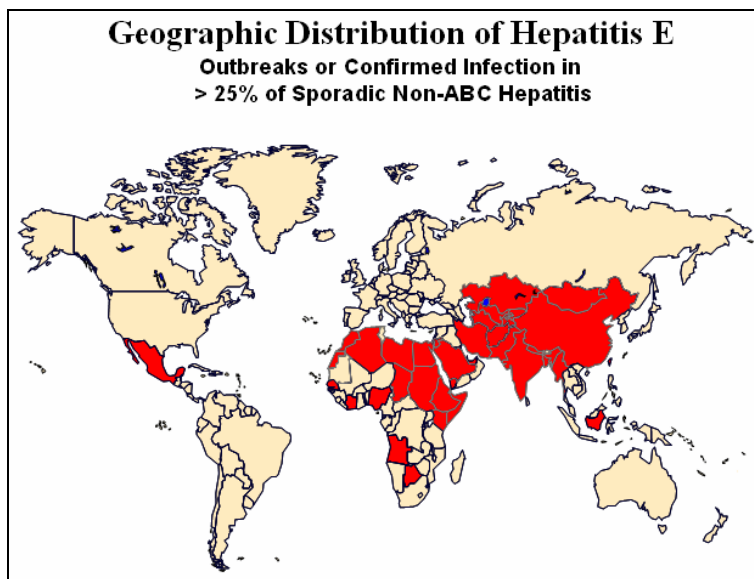 Geographic Distribution of Hepatitis E
Outbreaks or Confirmed Infection in
> 25% of Sporadic Non-ABC Hepatitis